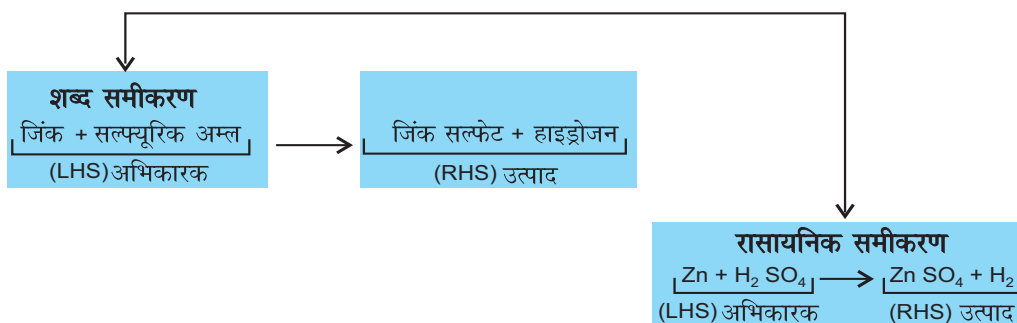 शब्द समीकरण
जिंक + सल्फ्यूरिक अम्ल
(LHS) अभिकारक
जिंक सल्फेट + हाइड्रोजन
(RHS) उत्पाद
रासायनिक समीकरण
Zn + H₂ SO₄ → Zn SO₄ + H₂
(LHS) अभिकारक (RHS) उत्पाद